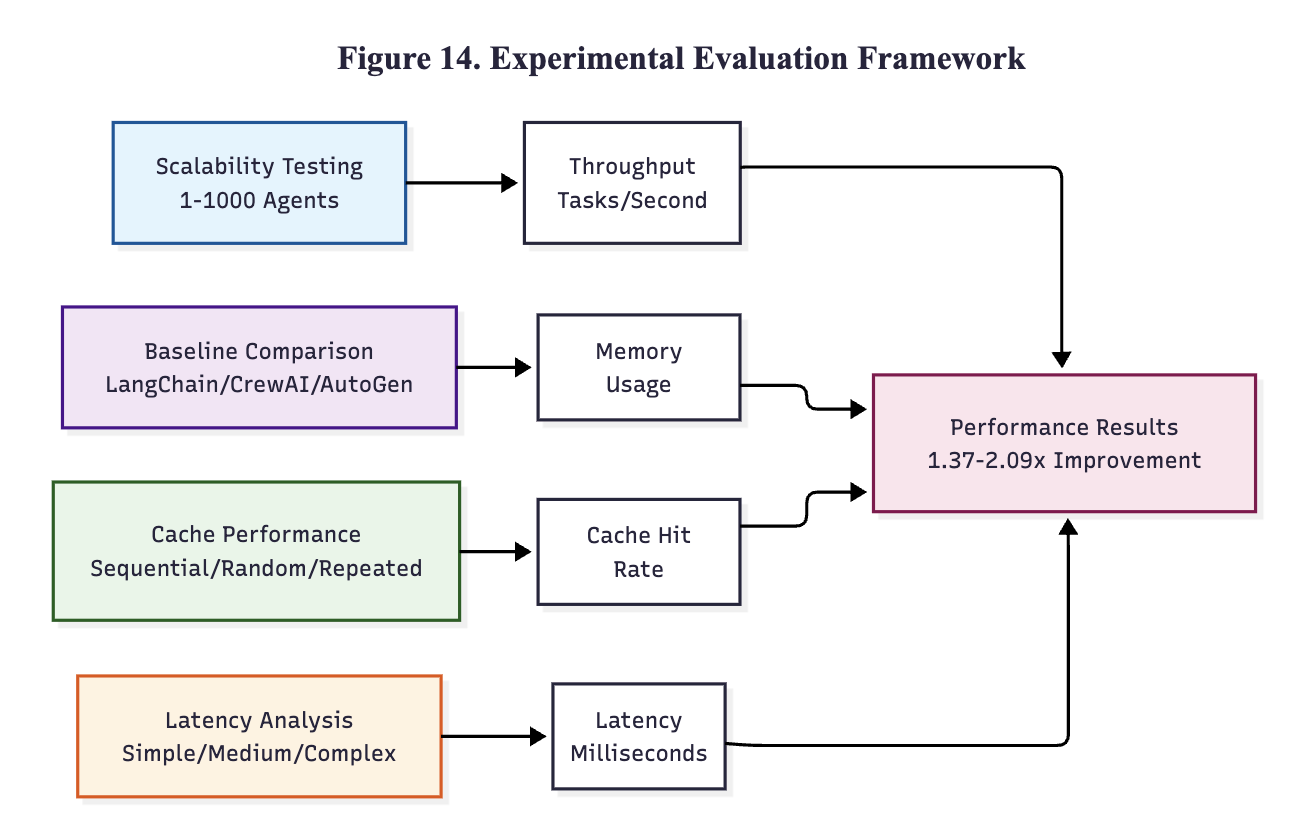 Figure 14. Experimental Evaluation Framework
Scalability Testing
1-1000 Agents
Throughput
Tasks/Second
Baseline Comparison
LangChain/CrewAI/AutoGen
Memory
Usage
Performance Results
1.37-2.09x Improvement
Cache Performance
Sequential/Random/Repeated
Cache Hit
Rate
Latency Analysis
Simple/Medium/Complex
Latency
Milliseconds